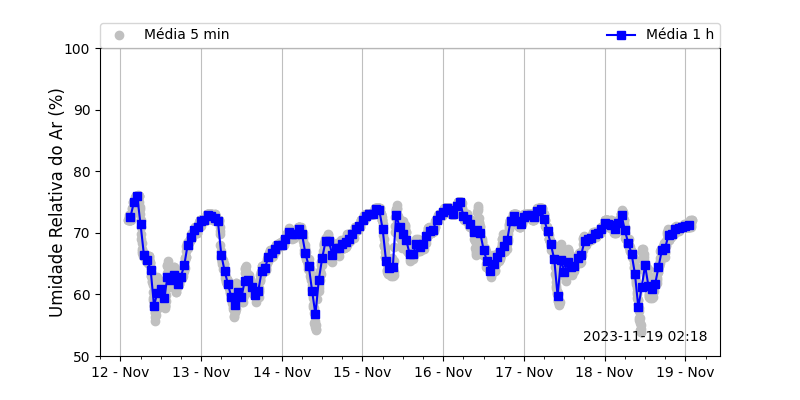 Média 5 min
Média 1 h
100
90
80
70
60
50
Umidade Relativa do Ar (%)
2023-11-19 02:18
12 - Nov
13 - Nov
14 - Nov
15 - Nov
16 - Nov
17 - Nov
18 - Nov
19 - Nov